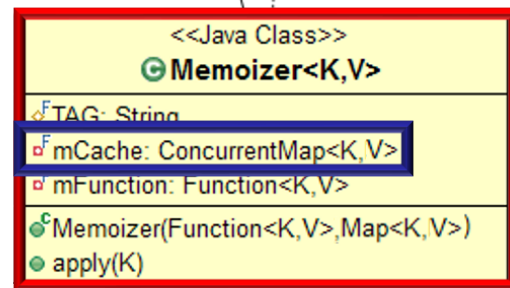 <<Java Class>>
Memoizer<K,V>
TAG: String
mCache: ConcurrentMap<K,V>
mFunction: Function<K,V>
Memoizer(Function<K,V>,Map<K,V>)
apply(K)